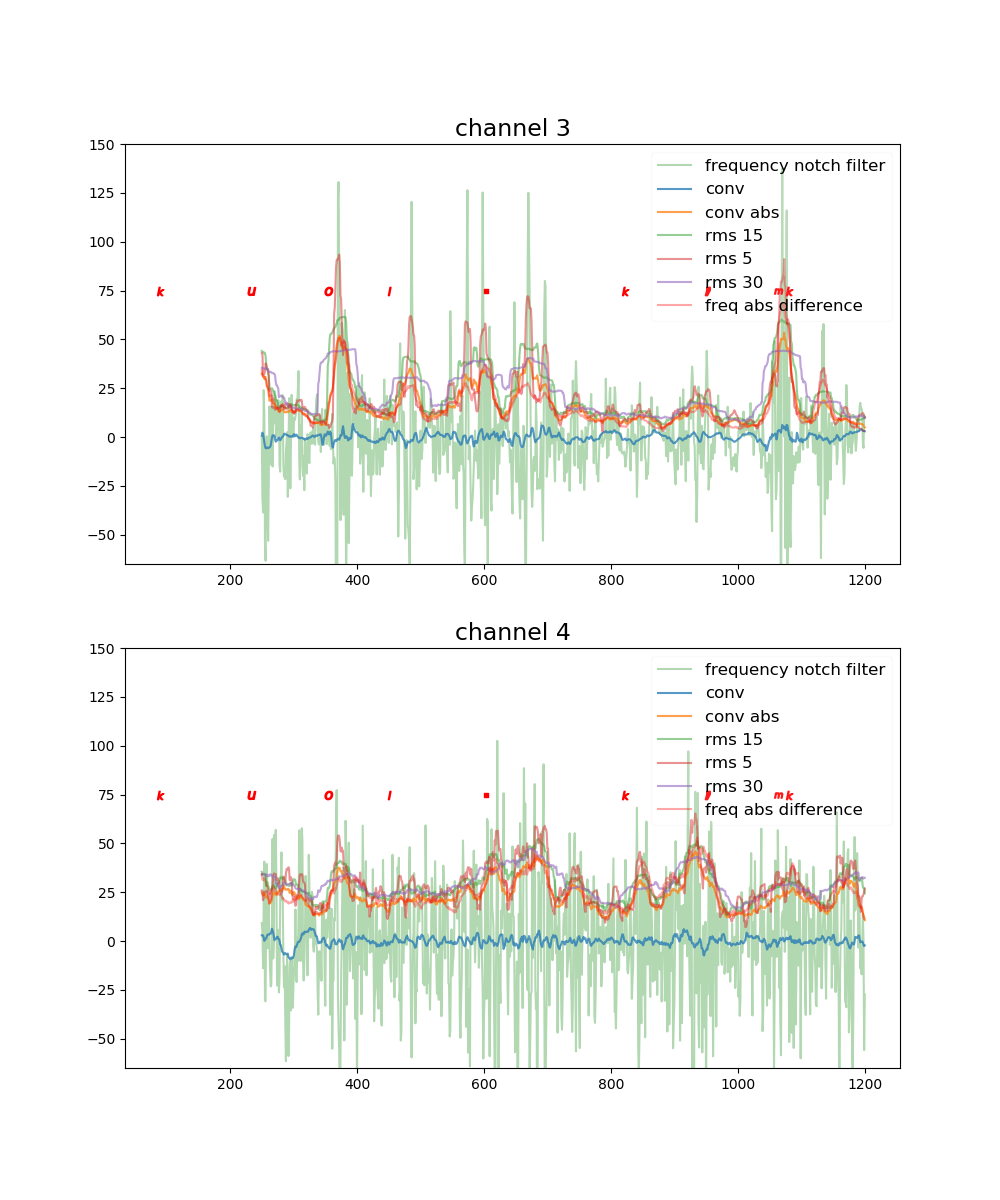 channel 3
150
125
100
75
50
25
0
−25
−50
frequency notch filter
conv
conv abs
rms 15
rms 5
rms 30
freq abs difference
k u o l k m k
200 400 600 800 1000 1200
channel 4
150
125
100
75
50
25
0
−25
−50
frequency notch filter
conv
conv abs
rms 15
rms 5
rms 30
freq abs difference
k u o l k m k
200 400 600 800 1000 1200